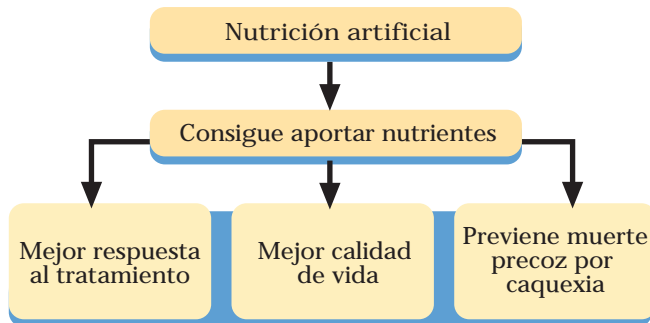 Nutrición artificial
Consigue aportar nutrientes
Mejor respuesta
al tratamiento
Mejor calidad
de vida
Previene muerte
precoz por
caquexia